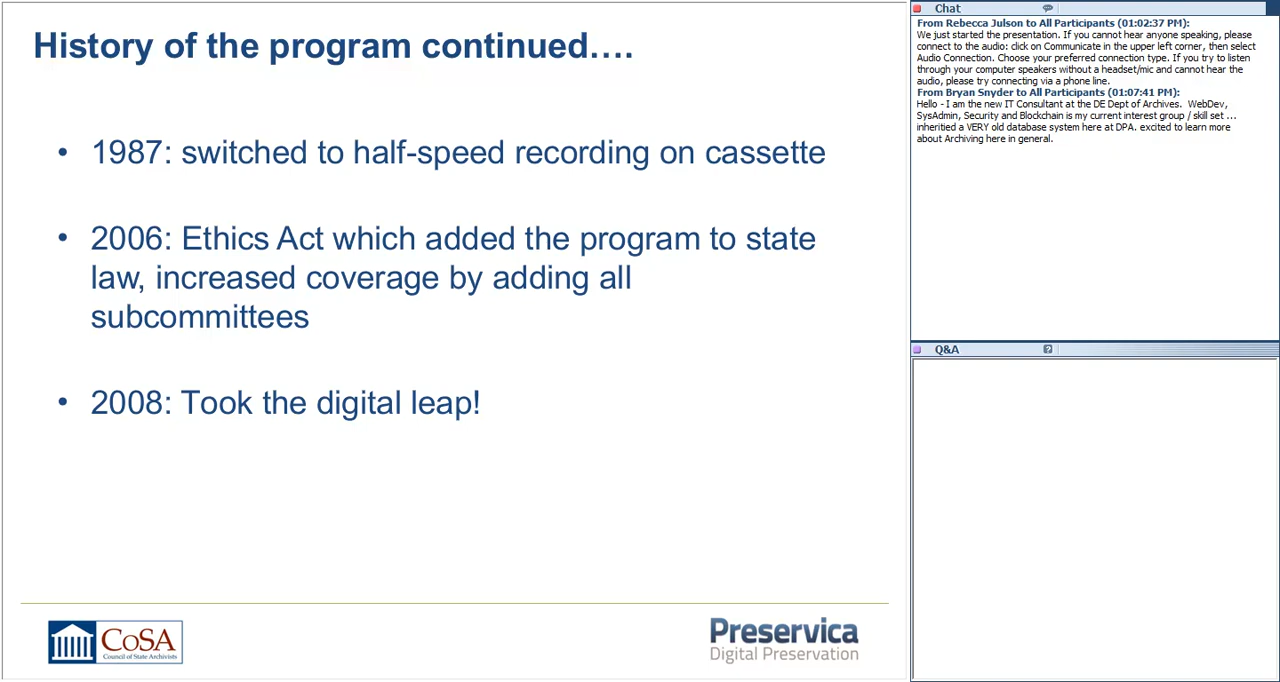 History of the program continued….
• 1987: switched to half-speed recording on cassette
• 2006: Ethics Act which added the program to state
law, increased coverage by adding all
subcommittees
• 2008: Took the digital leap!
CoSA
Council of State Archivists
Preservica
Digital Preservation
Chat
From Rebecca Julson to All Participants (01:02:37 PM):
We just started the presentation. If you cannot hear anyone speaking, please
connect to the audio: click on Communicate in the upper left corner, then select
Audio Connection. Choose your preferred connection type. If you try to listen
through your computer speakers without a headset/mic and cannot hear the
audio, please try connecting via a phone line.
From Bryan Snyder to All Participants (01:07:41 PM):
Hello - I am the new IT Consultant at the DE Dept of Archives. WebDev,
SysAdmin, Security and Blockchain is my current interest group / skill set ...
inheritied a VERY old database system here at DPA. excited to learn more
about Archiving here in general.
Q&A
?